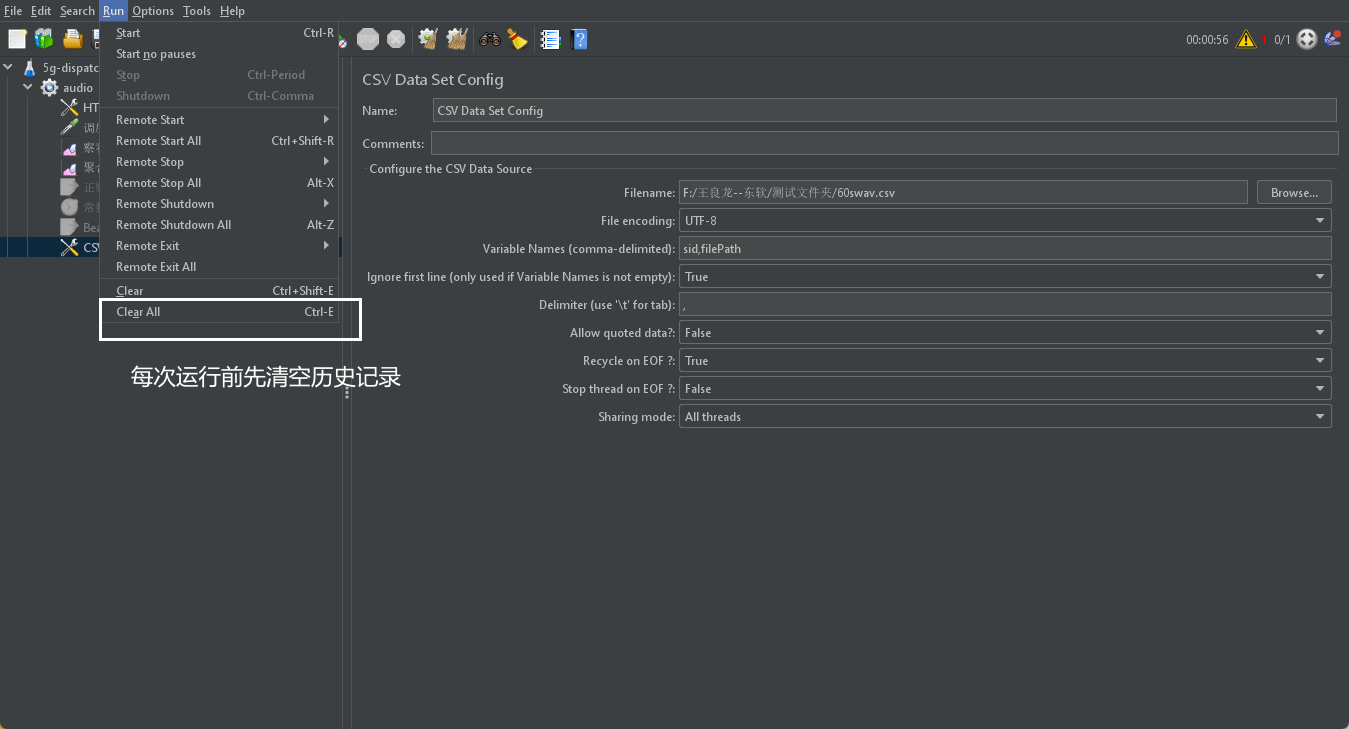 File Edit Search Run Options Tools Help
00:00:56 1 0/1
Start Ctrl-R
Start no pauses
Stop Ctrl-Period
Shutdown Ctrl-Comma
Remote Start
Remote Start All Ctrl+Shift-R
Remote Stop
Remote Stop All Alt-X
Remote Shutdown
Remote Shutdown All Alt-Z
Remote Exit
Remote Exit All
Clear Ctrl+Shift-E
Clear All Ctrl-E
每次运行前先清空历史记录
5g-dispatc
audio
HT
察
聚合
正
常
Bea
CSV
CSV Data Set Config
Name: CSV Data Set Config
Comments:
Configure the CSV Data Source
Filename: F:/王良龙--东软/测试文件夹/60swav.csv Browse...
File encoding: UTF-8
Variable Names (comma-delimited): sid,filePath
Ignore first line (only used if Variable Names is not empty): True
Delimiter (use '\t' for tab): ,
Allow quoted data?: False
Recycle on EOF ?: True
Stop thread on EOF ?: False
Sharing mode: All threads